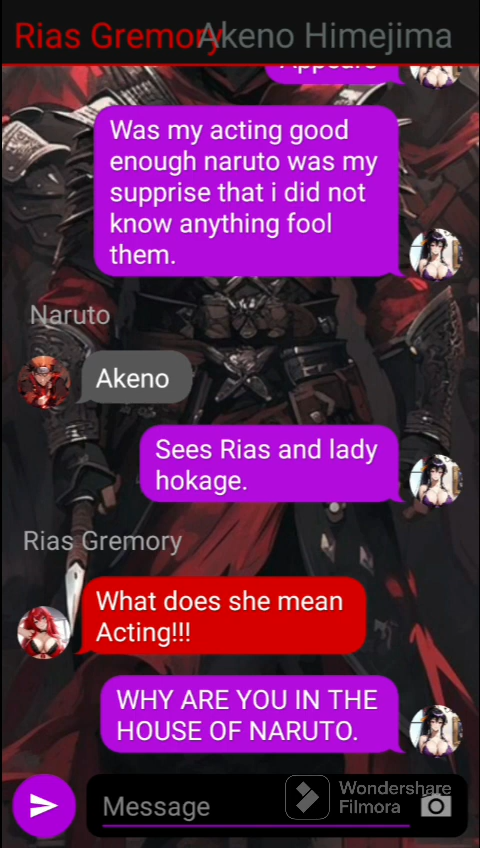 Rias Gremory Akeno Himejima
Appears
Was my acting good
enough naruto was my
supprise that i did not
know anything fool
them.
Naruto
Akeno
Sees Rias and lady
hokage.
Rias Gremory
What does she mean
Acting!!!
WHY ARE YOU IN THE
HOUSE OF NARUTO.
Message
Wondershare
Filmora